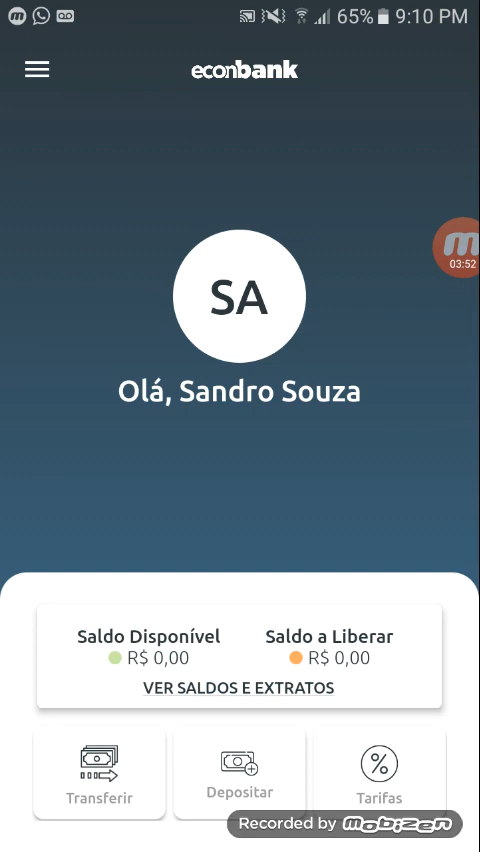 65% 9:10 PM
econbank
03:52
SA
Olá, Sandro Souza
Saldo Disponível Saldo a Liberar
R$ 0,00 R$ 0,00
VER SALDOS E EXTRATOS
Transferir Depositar Tarifas
Recorded by Mobizen